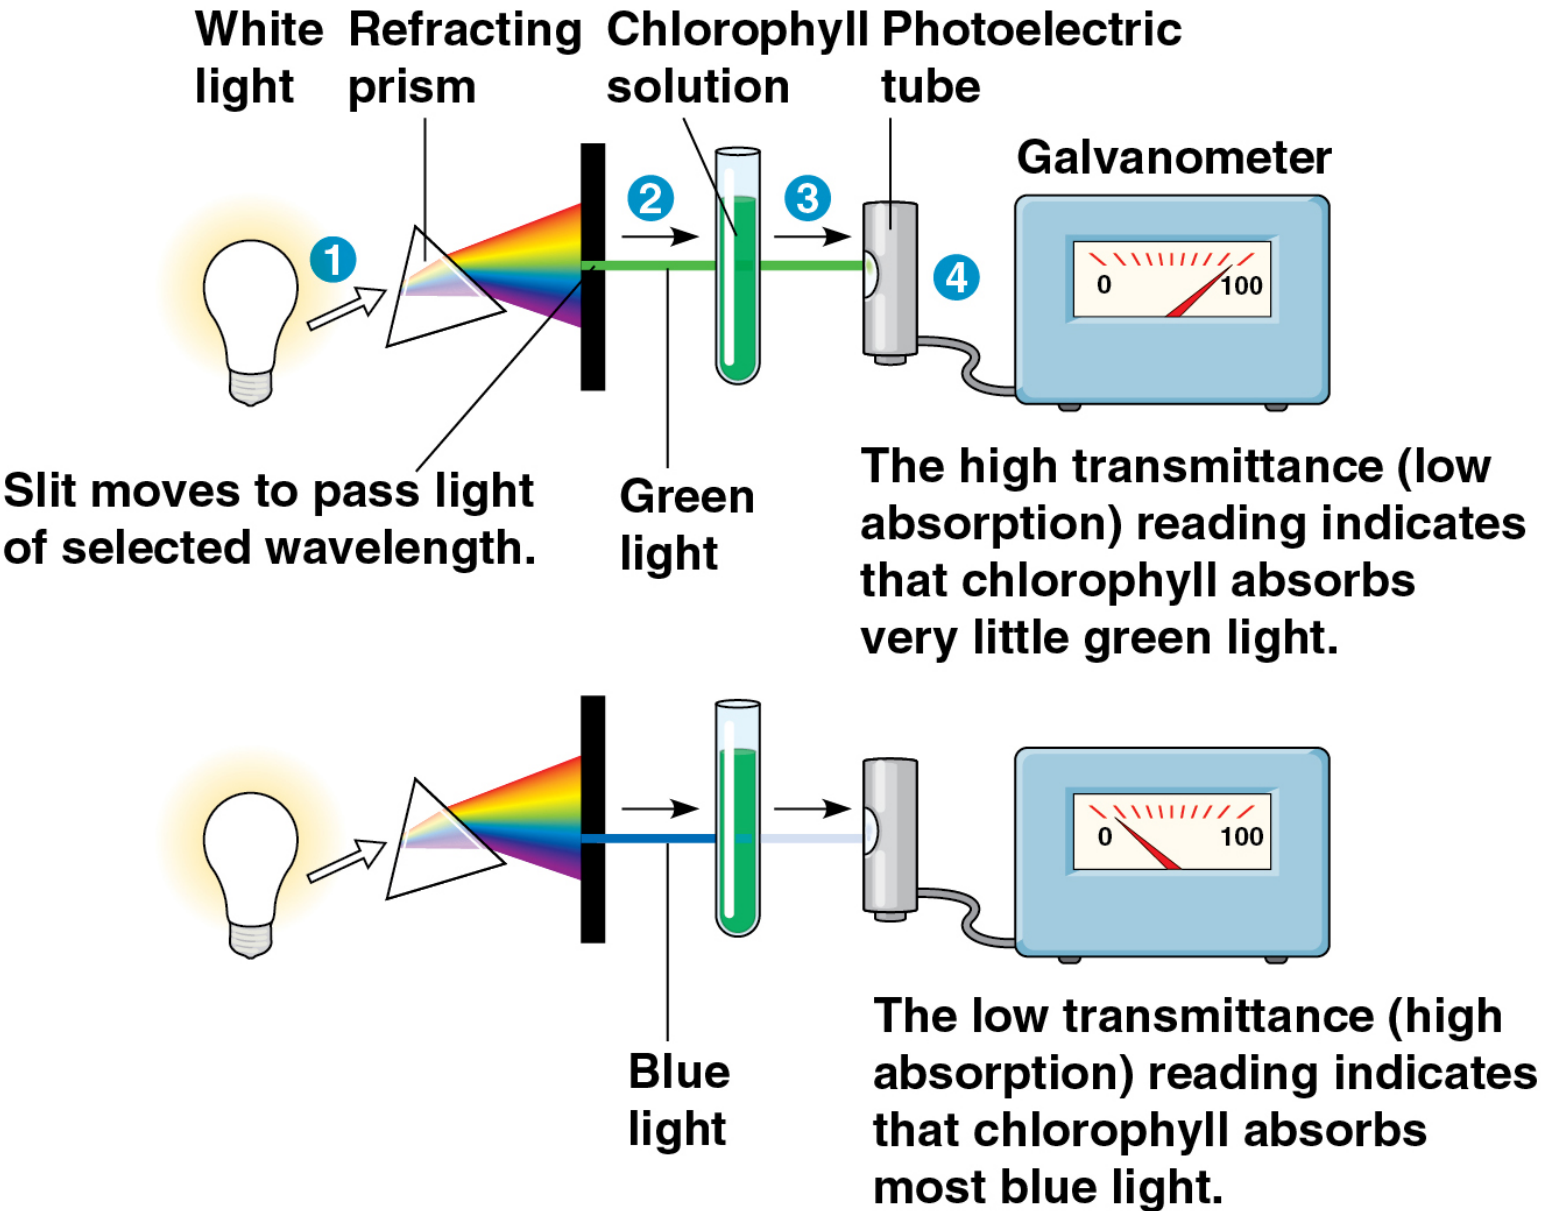 White
light
Refracting
prism
Chlorophyll
solution
Photoelectric
tube
Galvanometer
1
2
3
4
0
100
Slit moves to pass light
of selected wavelength.
Green
light
The high transmittance (low
absorption) reading indicates
that chlorophyll absorbs
very little green light.
0
100
Blue
light
The low transmittance (high
absorption) reading indicates
that chlorophyll absorbs
most blue light.